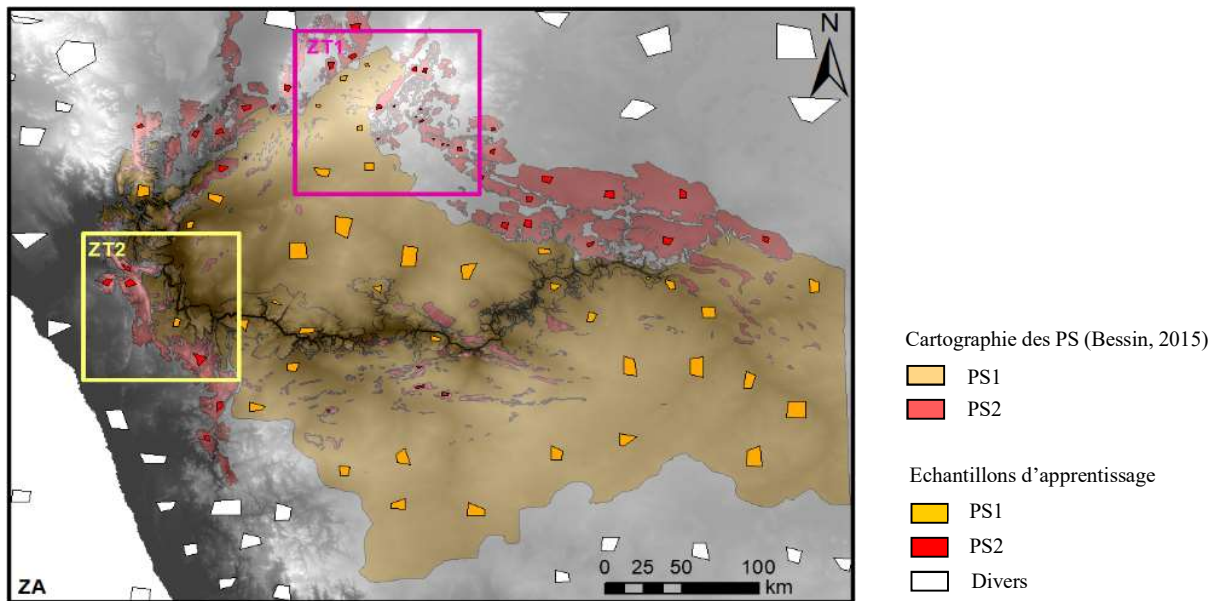 ZT1
N
ZT2
ZA
0 25 50 100
km
Cartographie des PS (Bessin, 2015)
PS1
PS2
Echantillons d’apprentissage
PS1
PS2
Divers